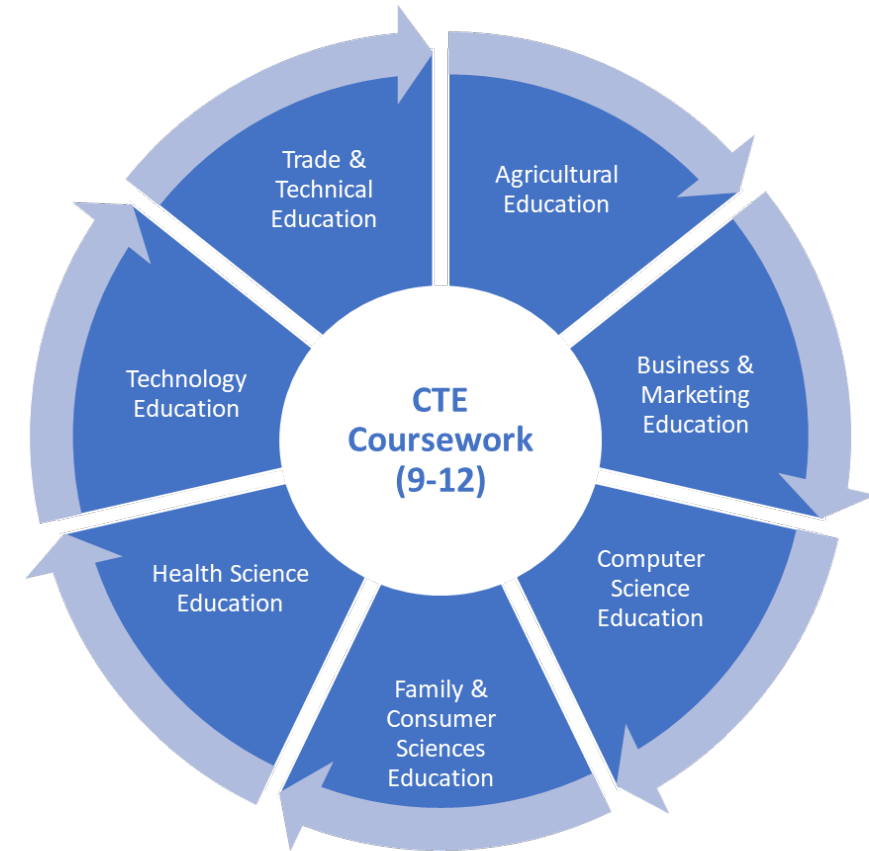 Trade &
Technical
Education
Agricultural
Education
Technology
Education
CTE
Coursework
(9-12)
Business &
Marketing
Education
Health Science
Education
Computer
Science
Education
Family &
Consumer
Sciences
Education